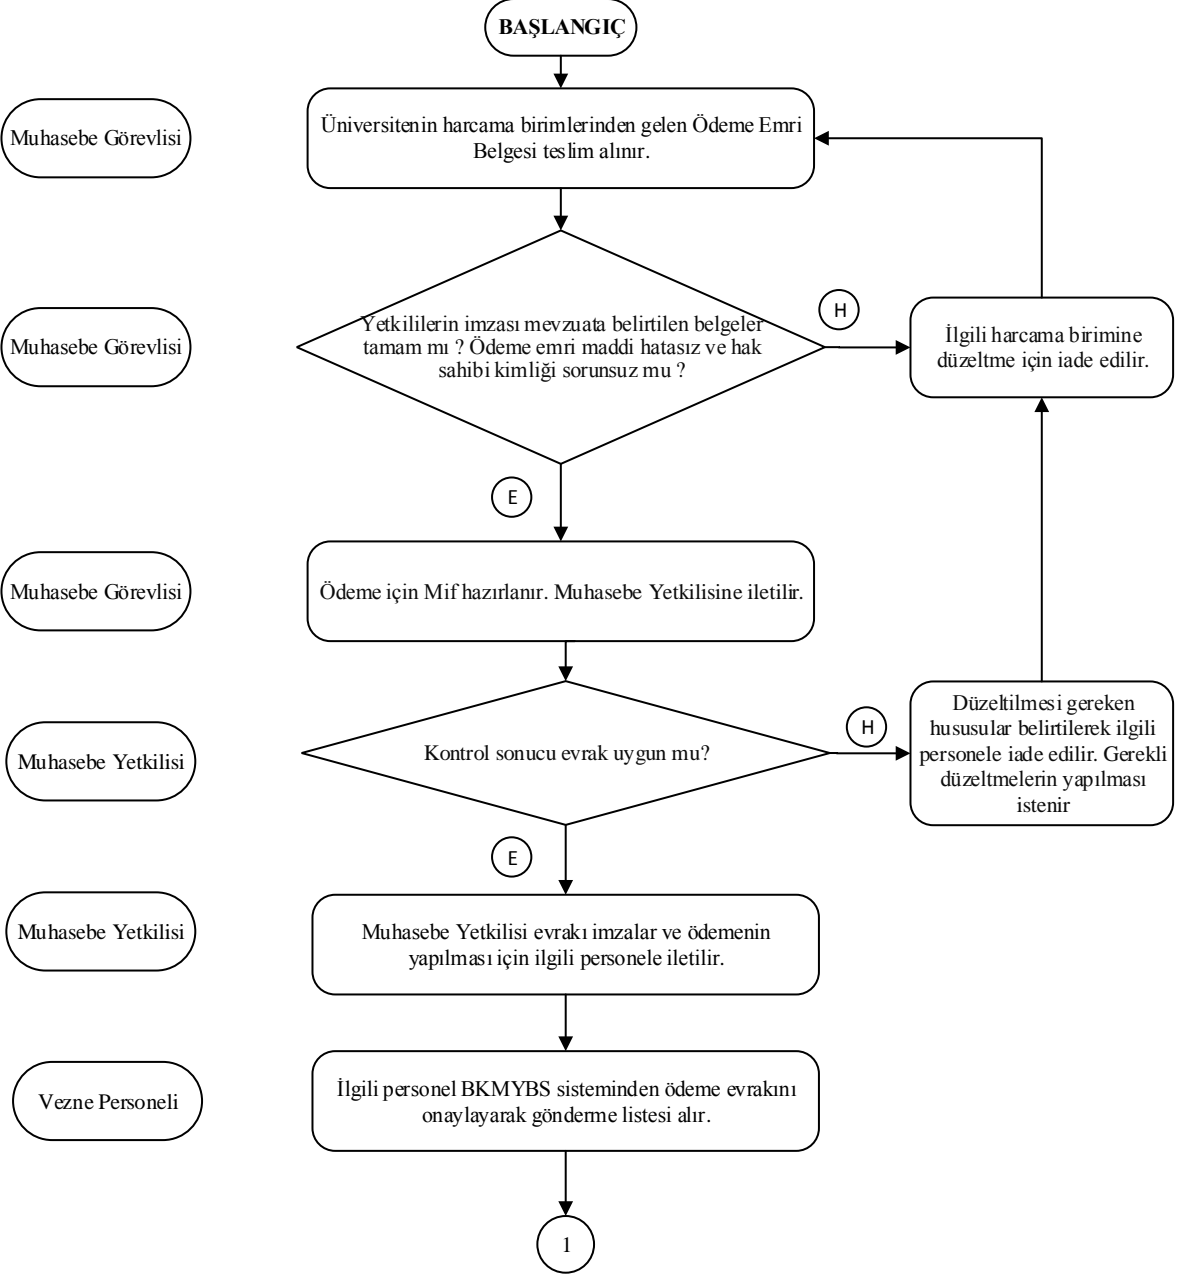 BAŞLANGIÇ
Muhasebe Görevlisi
Üniversitenin harcama birimlerinden gelen Ödeme Emri
Belgesi teslim alınır.
Muhasebe Görevlisi
Yetkililerin imzası mevzuata belirtilen belgeler
tamam mı ? Ödeme emri maddi hatasız ve hak
sahibi kimliği sorunsuz mu ?
H
İlgili harcama birimine
düzeltme için iade edilir.
E
Muhasebe Görevlisi
Ödeme için Mif hazırlanır. Muhasebe Yetkilisine iletilir.
Muhasebe Yetkilisi
Kontrol sonucu evrak uygun mu?
H
Düzeltilmesi gereken
hususular belirtilerek ilgili
personele iade edilir. Gerekli
düzeltmelerin yapılması
istenir
E
Muhasebe Yetkilisi
Muhasebe Yetkilisi evrakı imzalar ve ödemenin
yapılması için ilgili personele iletilir.
Vezne Personeli
İlgili personel BKMYBS sisteminden ödeme evrakını
onaylayarak gönderme listesi alır.
1